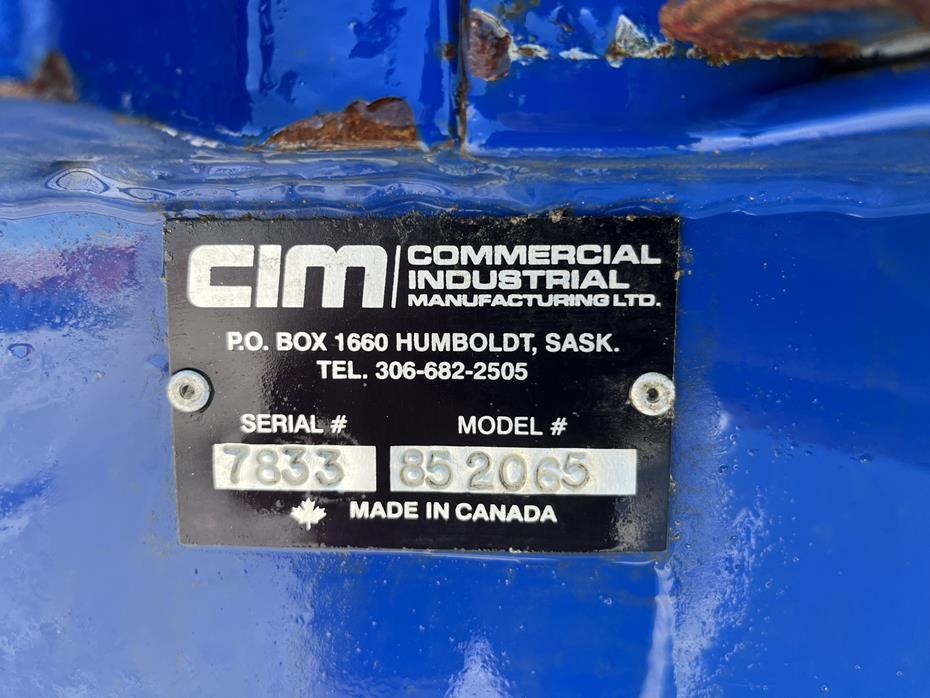 CIM COMMERCIAL
INDUSTRIAL
MANUFACTURING LTD.
P.O. BOX 1660 HUMBOLDT, SASK.
TEL. 306-682-2505
SERIAL # MODEL #
7833 85 2065
MADE IN CANADA